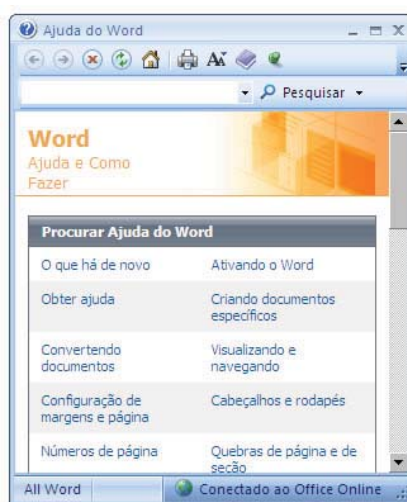 Ajuda do Word
Pesquisar
Word
Ajuda e Como
Fazer
Procurar Ajuda do Word
O que há de novo
Ativando o Word
Obter ajuda
Criando documentos
específicos
Convertendo
documentos
Visualizando e
navegando
Configuração de
margens e página
Cabeçalhos e rodapés
Números de página
Quebras de página e de
seção
All Word
Conectado ao Office Online